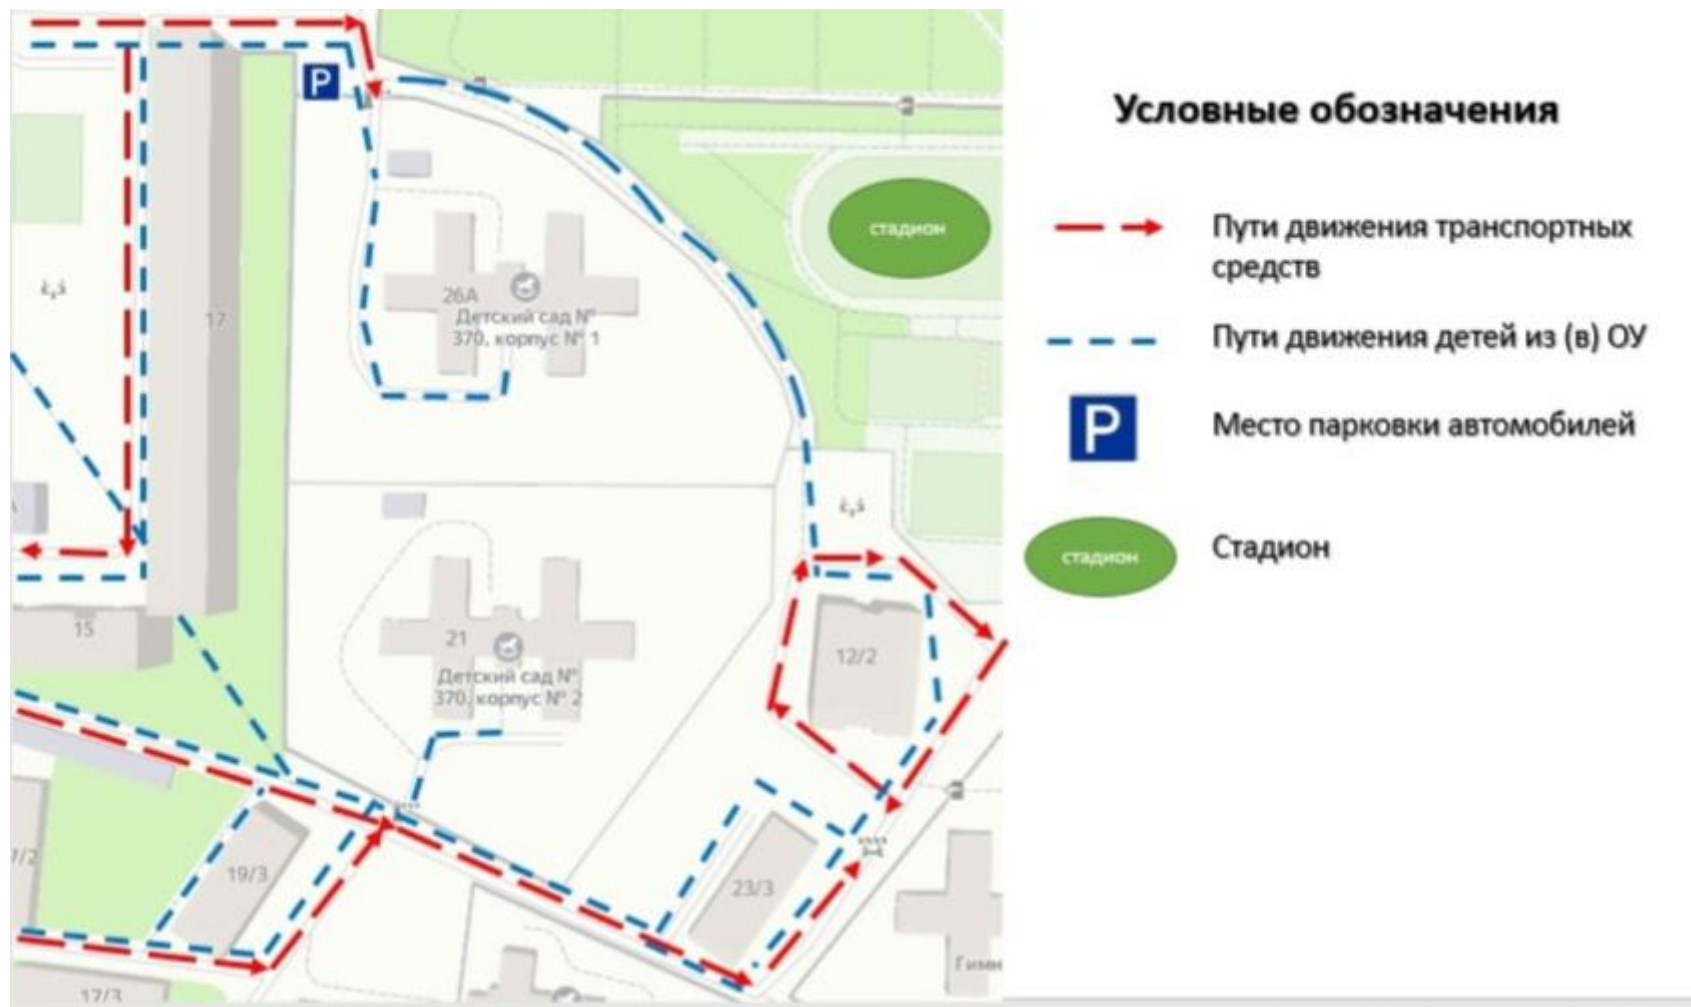 P
Условные обозначения
стадион
Пути движения транспортных
средств
17
26А
Детский сад №
370, корпус № 1
Пути движения детей из (в) ОУ
P
Место парковки автомобилей
стадион
Стадион
15
21
Детский сад №
370, корпус № 2
12/2
7/2
19/3
23/3
17/3
Гимн